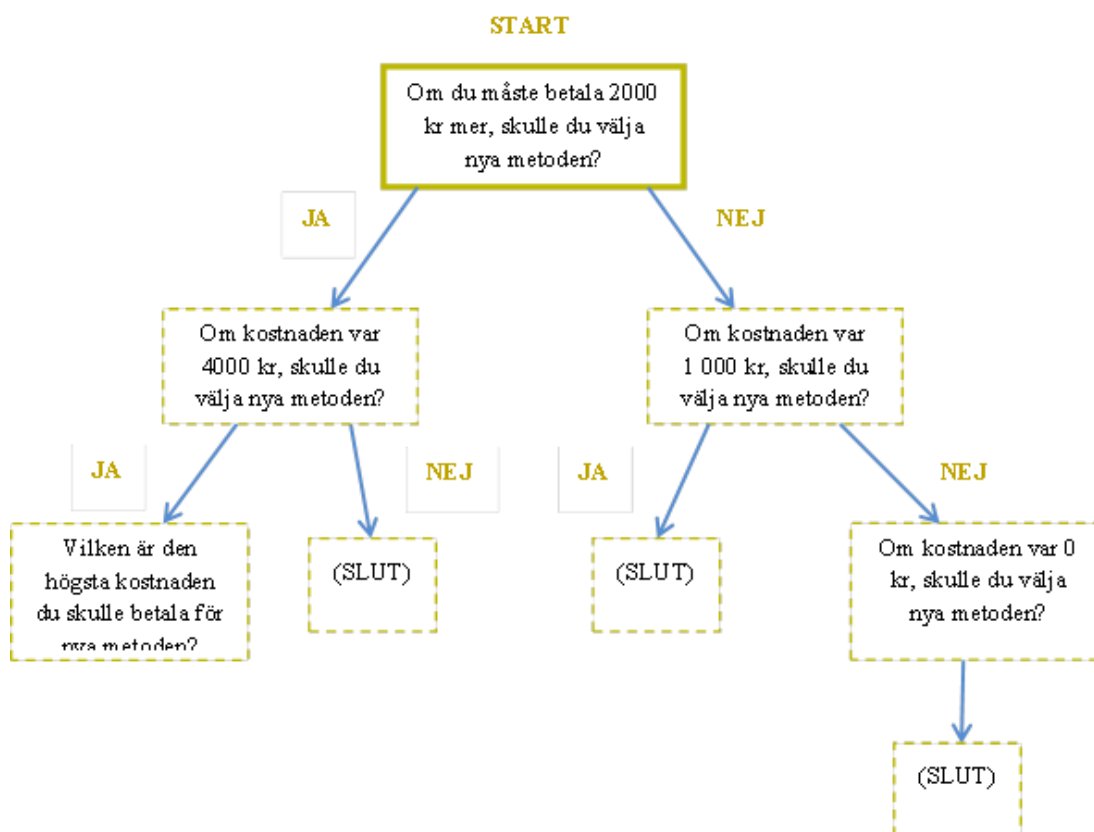 START
Om du måste betala 2000
kr mer, skulle du välja
nya metoden?
JA
NEJ
Om kostnaden var
4000 kr, skulle du
välja nya metoden?
Om kostnaden var
1 000 kr, skulle du
välja nya metoden?
JA
NEJ
JA
NEJ
Vilken är den
högsta kostnaden
du skulle betala för
nya metoden?
(SLUT)
(SLUT)
Om kostnaden var 0
kr, skulle du välja
nya metoden?
(SLUT)